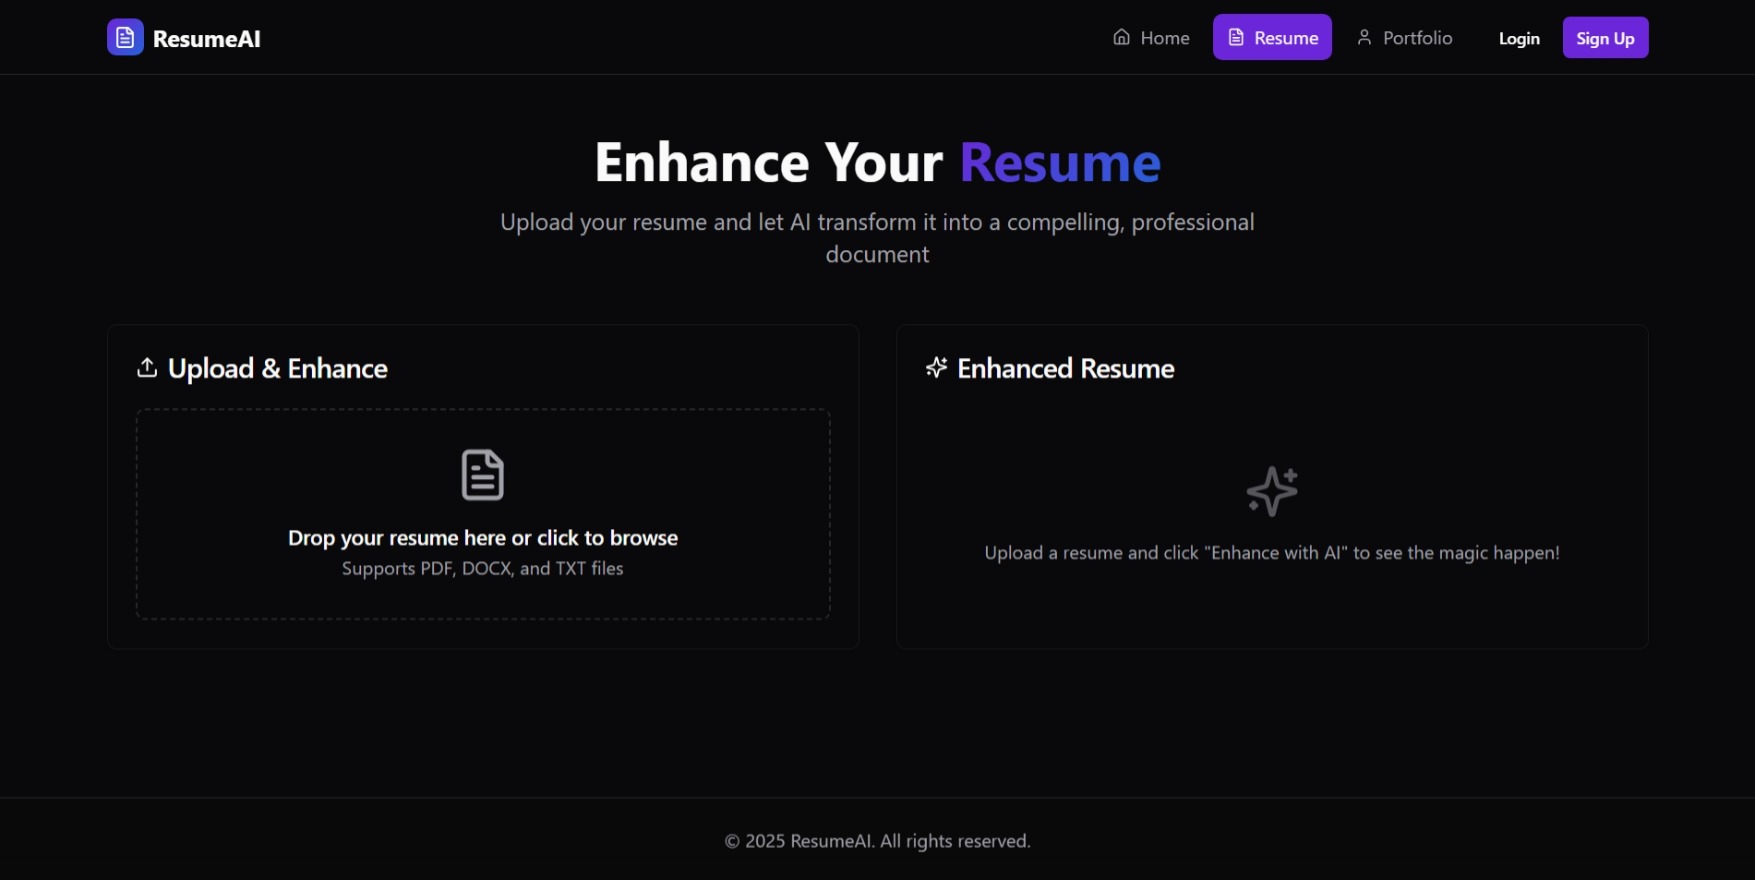 ResumeAI
Home
Resume
Portfolio
Login
Sign Up
Enhance Your Resume
Upload your resume and let AI transform it into a compelling, professional
document
Upload & Enhance
Drop your resume here or click to browse
Supports PDF, DOCX, and TXT files
Enhanced Resume
Upload a resume and click "Enhance with AI" to see the magic happen!
© 2025 ResumeAI. All rights reserved.